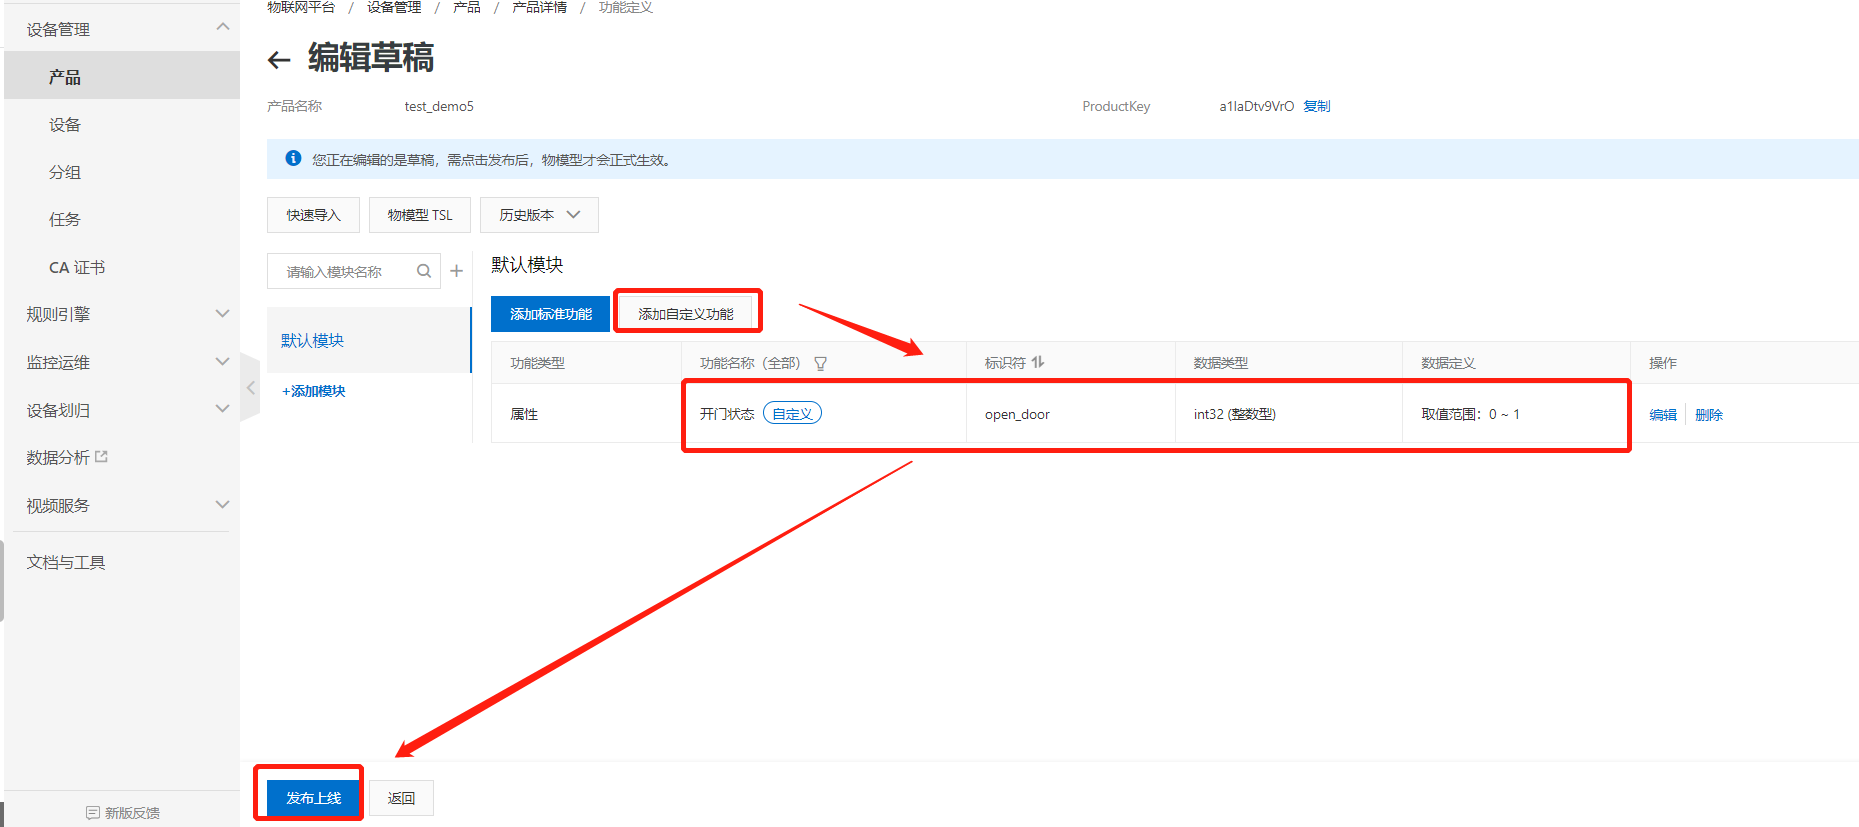 物联网平台 / 设备管理 / 产品 / 产品详情 / 功能定义
设备管理
产品
设备
分组
任务
CA 证书
规则引擎
监控运维
设备划归
数据分析
视频服务
文档与工具
新版反馈
编辑草稿
产品名称 test_demo5 ProductKey a1IaDtv9VrO 复制
您正在编辑的是草稿，需点击发布后，物模型才会正式生效。
快速导入 物模型 TSL 历史版本
请输入模块名称
默认模块
+添加模块
默认模块
添加标准功能 添加自定义功能
功能类型 功能名称（全部） 标识符 数据类型 数据定义 操作
属性 开门状态 自定义 open_door int32 (整数型) 取值范围：0 ~ 1 编辑 删除
发布上线 返回